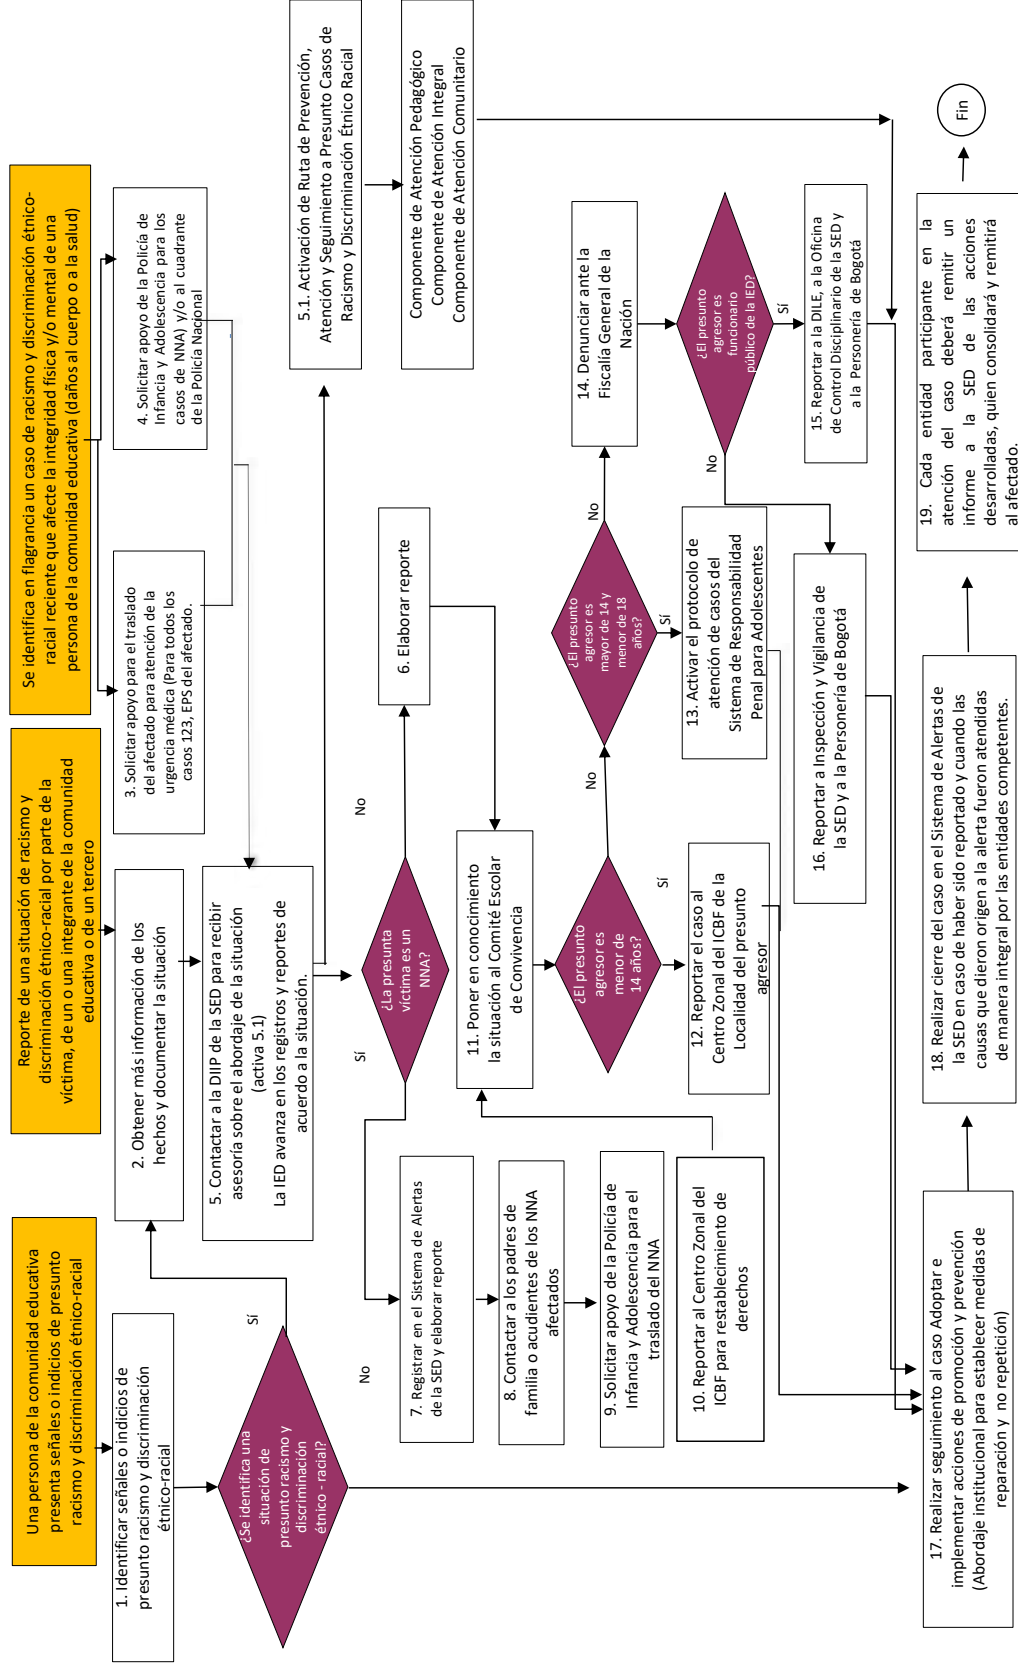 Una persona de la comunidad educativa
presenta señales o indicios de presunto
racismo y discriminación étnico-racial
Reporte de una situación de racismo y
discriminación étnico-racial por parte de la
víctima, de o una integrante de la comunidad
educativa o de un tercero
Se identifica en flagrancia un caso de racismo y discriminación étnico-
racial reciente que afecte la integridad física y/o mental de una
persona de la comunidad educativa (daños al cuerpo o a la salud)
1. Identificar señales o indicios de
presunto racismo y discriminación
étnico-racial
2. Obtener más información de los
hechos y documentar la situación
3. Solicitar apoyo para el traslado
del afectado para atención de la
urgencia médica (Para todos los
casos 123, EPS del afectado.
4. Solicitar apoyo de la Policía de
Infancia y Adolescencia para los
casos de NNA) y/o al cuadrante
de la Policía Nacional
¿Se identifica una
situación de
presunto racismo y
discriminación
étnico - racial?
Sí
No
5. Contactar a la DIIP de la SED para recibir
asesoría sobre el abordaje de la situación
(activa 5.1)
La IED avanza en los registros y reportes de
acuerdo a la situación.
5.1. Activación de Ruta de Prevención,
Atención y Seguimiento a Presunto Casos de
Racismo y Discriminación Étnico Racial
Componente de Atención Pedagógico
Componente de Atención Integral
Componente de Atención Comunitario
¿La presunta
víctima es un
NNA?
Sí
No
6. Elaborar reporte
7. Registrar en el Sistema de Alertas
de la SED y elaborar reporte
8. Contactar a los padres de
familia o acudientes de los NNA
afectados
9. Solicitar apoyo de la Policía de
Infancia y Adolescencia para el
traslado del NNA
10. Reportar al Centro Zonal del
ICBF para restablecimiento de
derechos
11. Poner en conocimiento
la situación al Comité Escolar
de Convivencia
¿El presunto
agresor es
menor de
14 años?
Sí
No
12. Reportar el caso al
Centro Zonal del ICBF de la
Localidad del presunto
agresor
¿El presunto
agresor es
mayor de 14 y
menor de 18
años?
Sí
No
13. Activar el protocolo de
atención de casos del
Sistema de Responsabilidad
Penal para Adolescentes
14. Denunciar ante la
Fiscalía General de la
Nación
¿El presunto
agresor es
funcionario
público de la IED?
No
Sí
15. Reportar a la DILE, a la Oficina
de Control Disciplinario de la SED y
a la Personería de Bogotá
16. Reportar a Inspección y Vigilancia de
la SED y a la Personería de Bogotá
17. Realizar seguimiento al caso Adoptar e
implementar acciones de promoción y prevención
(Abordaje institucional para establecer medidas de
reparación y no repetición)
18. Realizar cierre del caso en el Sistema de Alertas de
la SED en caso de haber sido reportado y cuando las
causas que dieron origen a la alerta fueron atendidas
de manera integral por las entidades competentes.
19. Cada entidad participante en la
atención del caso deberá remitir un
informe a la SED de las acciones
desarrolladas, quien consolidará y remitirá
al afectado.
Fin